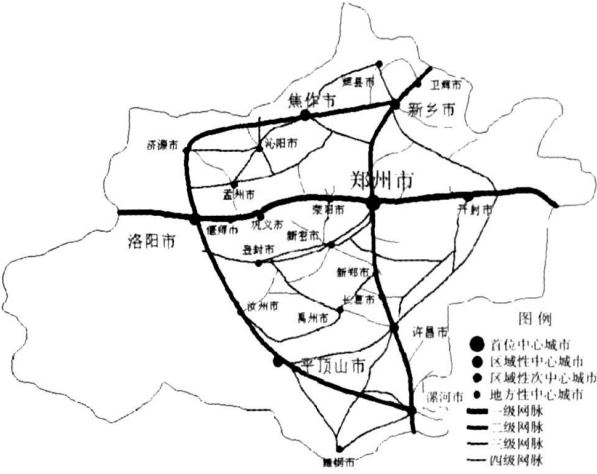 辉县市
卫辉市
焦作市
新乡市
济源市
沁阳市
郑州市
孟州市
荥阳市
开封市
洛阳市
偃师市
巩义市
新密市
登封市
新郑市
长葛市
汝州市
禹州市
许昌市
平顶山市
漯河市
舞钢市
图例
首位中心城市
区域性中心城市
区域性次中心城市
地方性中心城市
一级网脉
二级网脉
三级网脉
四级网脉